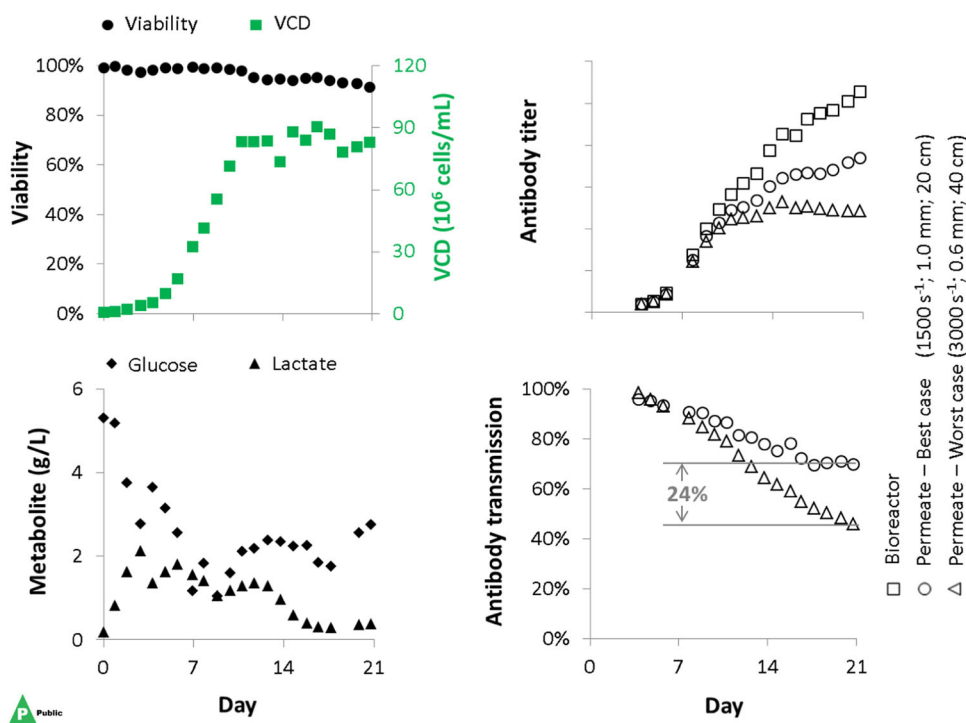 Viability VCD
100%
80%
60%
40%
20%
0%
Viability
120
90
60
30
0
VCD (10⁶ cells/mL)
Antibody titer
Glucose Lactate
6
4
2
0
Metabolite (g/L)
0 7 14 21
Day
100%
80%
60%
40%
20%
0%
Antibody transmission
24%
0 7 14 21
Day
Bioreactor
Permeate – Best case (1500 s⁻¹; 1.0 mm; 20 cm)
Permeate – Worst case (3000 s⁻¹; 0.6 mm; 40 cm)
P Public